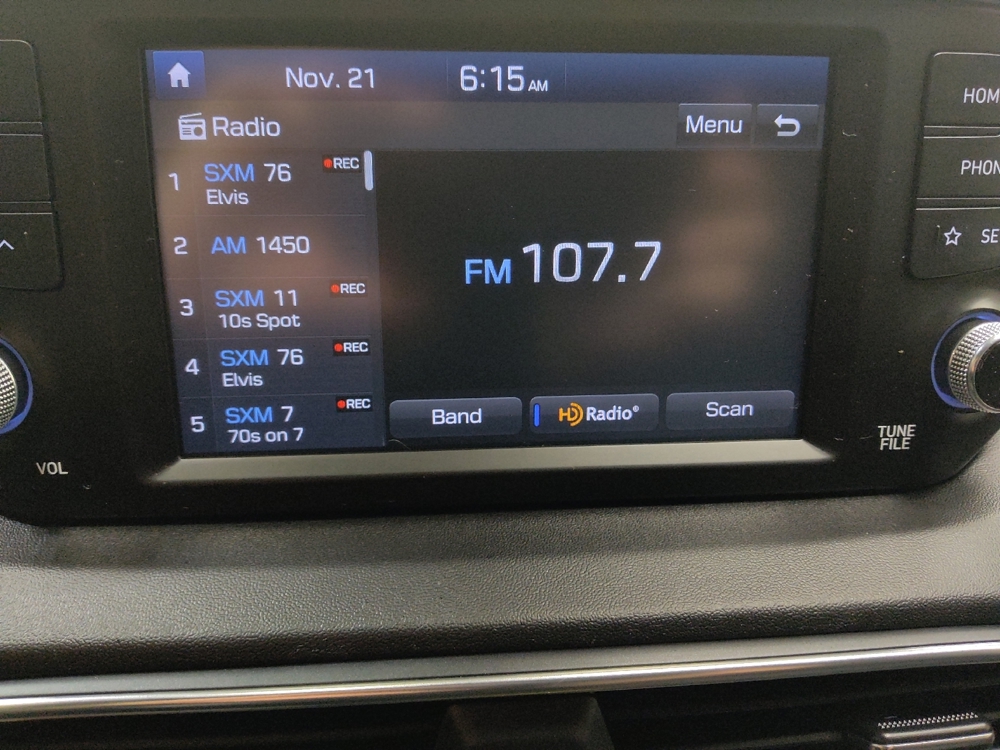 Nov. 21 6:15 AM
Radio Menu
1 SXM 76 REC
Elvis
2 AM 1450
3 SXM 11 REC
10s Spot
4 SXM 76 REC
Elvis
5 SXM 7 REC
70s on 7
FM 107.7
Band HD Radio® Scan
VOL
TUNE
FILE
HOM
PHON
SE